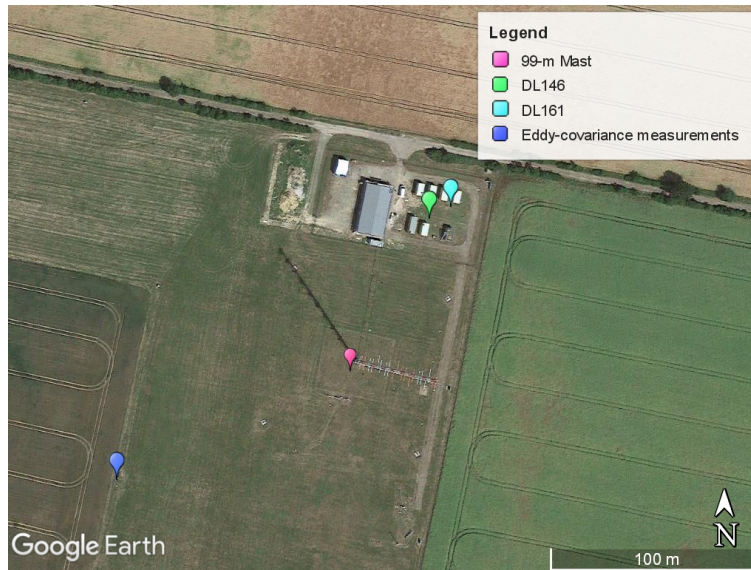 Legend
99-m Mast
DL146
DL161
Eddy-covariance measurements
N
Google Earth
100 m